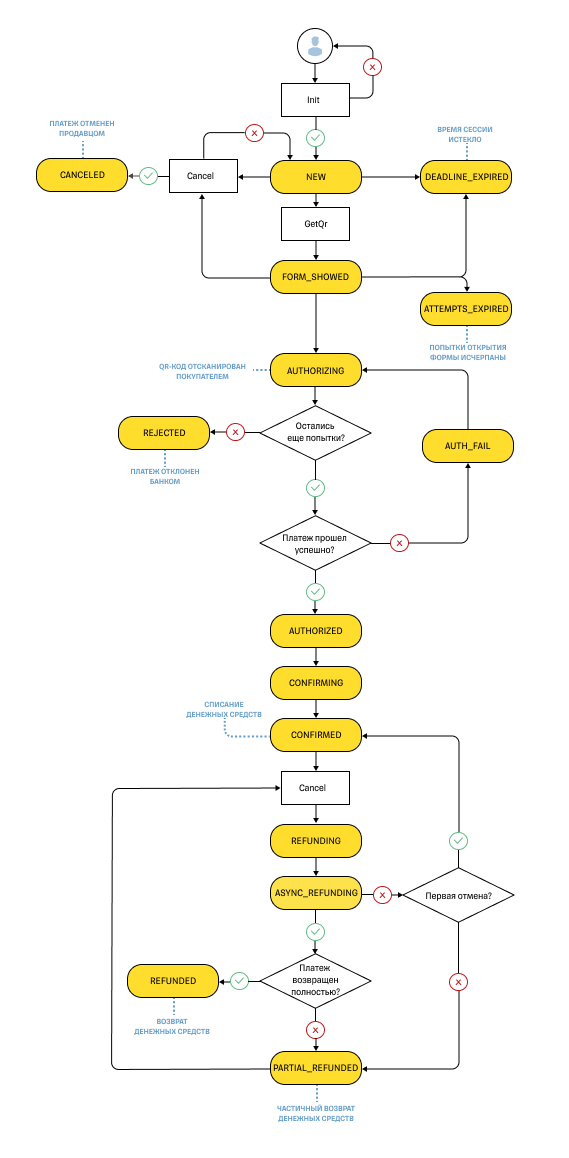 Init
ПЛАТЕЖ ОТМЕНЕН
ПРОДАВЦОМ
ВРЕМЯ СЕССИИ
ИСТЕКЛО
CANCELED
Cancel
NEW
DEADLINE_EXPIRED
GetQr
FORM_SHOWED
ATTEMPTS_EXPIRED
ПОПЫТКИ ОТКРЫТИЯ
ФОРМЫ ИСЧЕРПАНЫ
QR-КОД ОТСКАНИРОВАН
ПОКУПАТЕЛЕМ
AUTHORIZING
Остались
еще попытки?
REJECTED
AUTH_FAIL
ПЛАТЕЖ ОТКЛОНЕН
БАНКОМ
Платеж прошел
успешно?
AUTHORIZED
CONFIRMING
СПИСАНИЕ
ДЕНЕЖНЫХ СРЕДСТВ
CONFIRMED
Cancel
REFUNDING
ASYNC_REFUNDING
Первая отмена?
Платеж
возвращен
полностью?
REFUNDED
ВОЗВРАТ
ДЕНЕЖНЫХ СРЕДСТВ
PARTIAL_REFUNDED
ЧАСТИЧНЫЙ ВОЗВРАТ
ДЕНЕЖНЫХ СРЕДСТВ